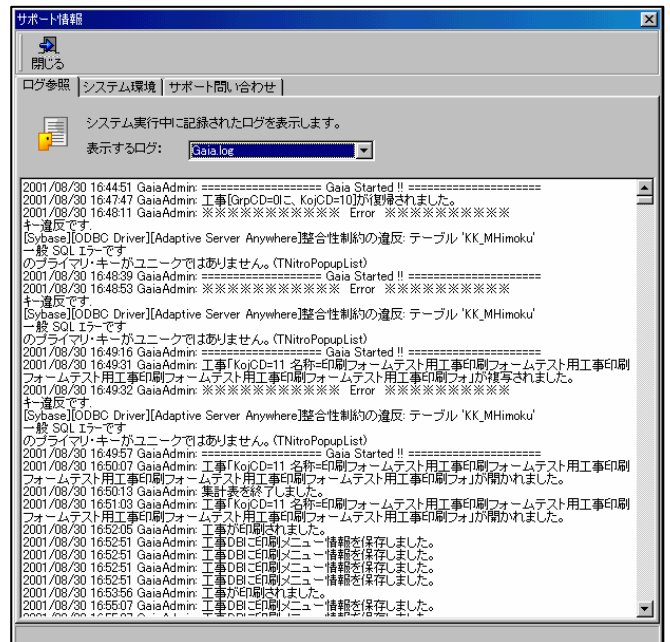 サポート情報
閉じる
ログ参照 システム環境 サポート問い合わせ
システム実行中に記録されたログを表示します。
表示するログ: Gaia.log
2001/08/30 16:44:51 GaiaAdmin: ==================== Gaia Started !! ======================
2001/08/30 16:47:47 GaiaAdmin: 工事[GrpCD=0に、KojCD=10]が復帰されました。
2001/08/30 16:48:11 GaiaAdmin: ※※※※※※※※※※※ Error ※※※※※※※※※※
キー違反です.
[Sybase][ODBC Driver][Adaptive Server Anywhere]整合性制約の違反: テーブル 'KK_MHimoku'
一般 SQL エラーです
のプライマリ・キーがユニークではありません。(TNitroPopupList)
2001/08/30 16:48:39 GaiaAdmin: ==================== Gaia Started !! ======================
2001/08/30 16:48:53 GaiaAdmin: ※※※※※※※※※※※ Error ※※※※※※※※※※
キー違反です.
[Sybase][ODBC Driver][Adaptive Server Anywhere]整合性制約の違反: テーブル 'KK_MHimoku'
一般 SQL エラーです
のプライマリ・キーがユニークではありません。(TNitroPopupList)
2001/08/30 16:49:16 GaiaAdmin: ==================== Gaia Started !! ======================
2001/08/30 16:49:31 GaiaAdmin: 工事「KojCD=11 名称=印刷フォームテスト用工事印刷フォームテスト用工事印刷
フォームテスト用工事印刷フォームテスト用工事印刷フォームテスト用工事印刷フォ」が複写されました。
2001/08/30 16:49:32 GaiaAdmin: ※※※※※※※※※※※ Error ※※※※※※※※※※
キー違反です.
[Sybase][ODBC Driver][Adaptive Server Anywhere]整合性制約の違反: テーブル 'KK_MHimoku'
一般 SQL エラーです
のプライマリ・キーがユニークではありません。(TNitroPopupList)
2001/08/30 16:49:57 GaiaAdmin: ==================== Gaia Started !! ======================
2001/08/30 16:50:07 GaiaAdmin: 工事「KojCD=11 名称=印刷フォームテスト用工事印刷フォームテスト用工事印刷
フォームテスト用工事印刷フォームテスト用工事印刷フォームテスト用工事印刷フォ」が開かれました。
2001/08/30 16:50:13 GaiaAdmin: 集計表を終了しました。
2001/08/30 16:51:03 GaiaAdmin: 工事「KojCD=11 名称=印刷フォームテスト用工事印刷フォームテスト用工事印刷
フォームテスト用工事印刷フォームテスト用工事印刷フォームテスト用工事印刷フォ」が開かれました。
2001/08/30 16:52:05 GaiaAdmin: 工事が印刷されました。
2001/08/30 16:52:51 GaiaAdmin: 工事DBに印刷メニュー情報を保存しました。
2001/08/30 16:52:51 GaiaAdmin: 工事DBに印刷メニュー情報を保存しました。
2001/08/30 16:52:51 GaiaAdmin: 工事DBに印刷メニュー情報を保存しました。
2001/08/30 16:52:51 GaiaAdmin: 工事DBに印刷メニュー情報を保存しました。
2001/08/30 16:53:56 GaiaAdmin: 工事が印刷されました。
2001/08/30 16:55:07 GaiaAdmin: 工事DBに印刷メニュー情報を保存しました。